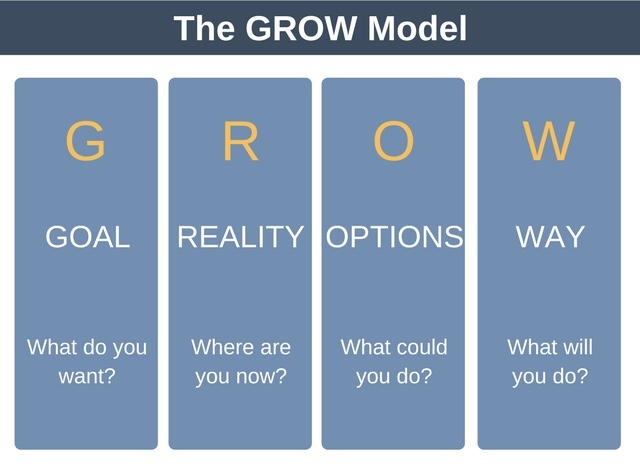 The GROW Model
G
GOAL
What do you
want?
R
REALITY
Where are
you now?
O
OPTIONS
What could
you do?
W
WAY
What will
you do?